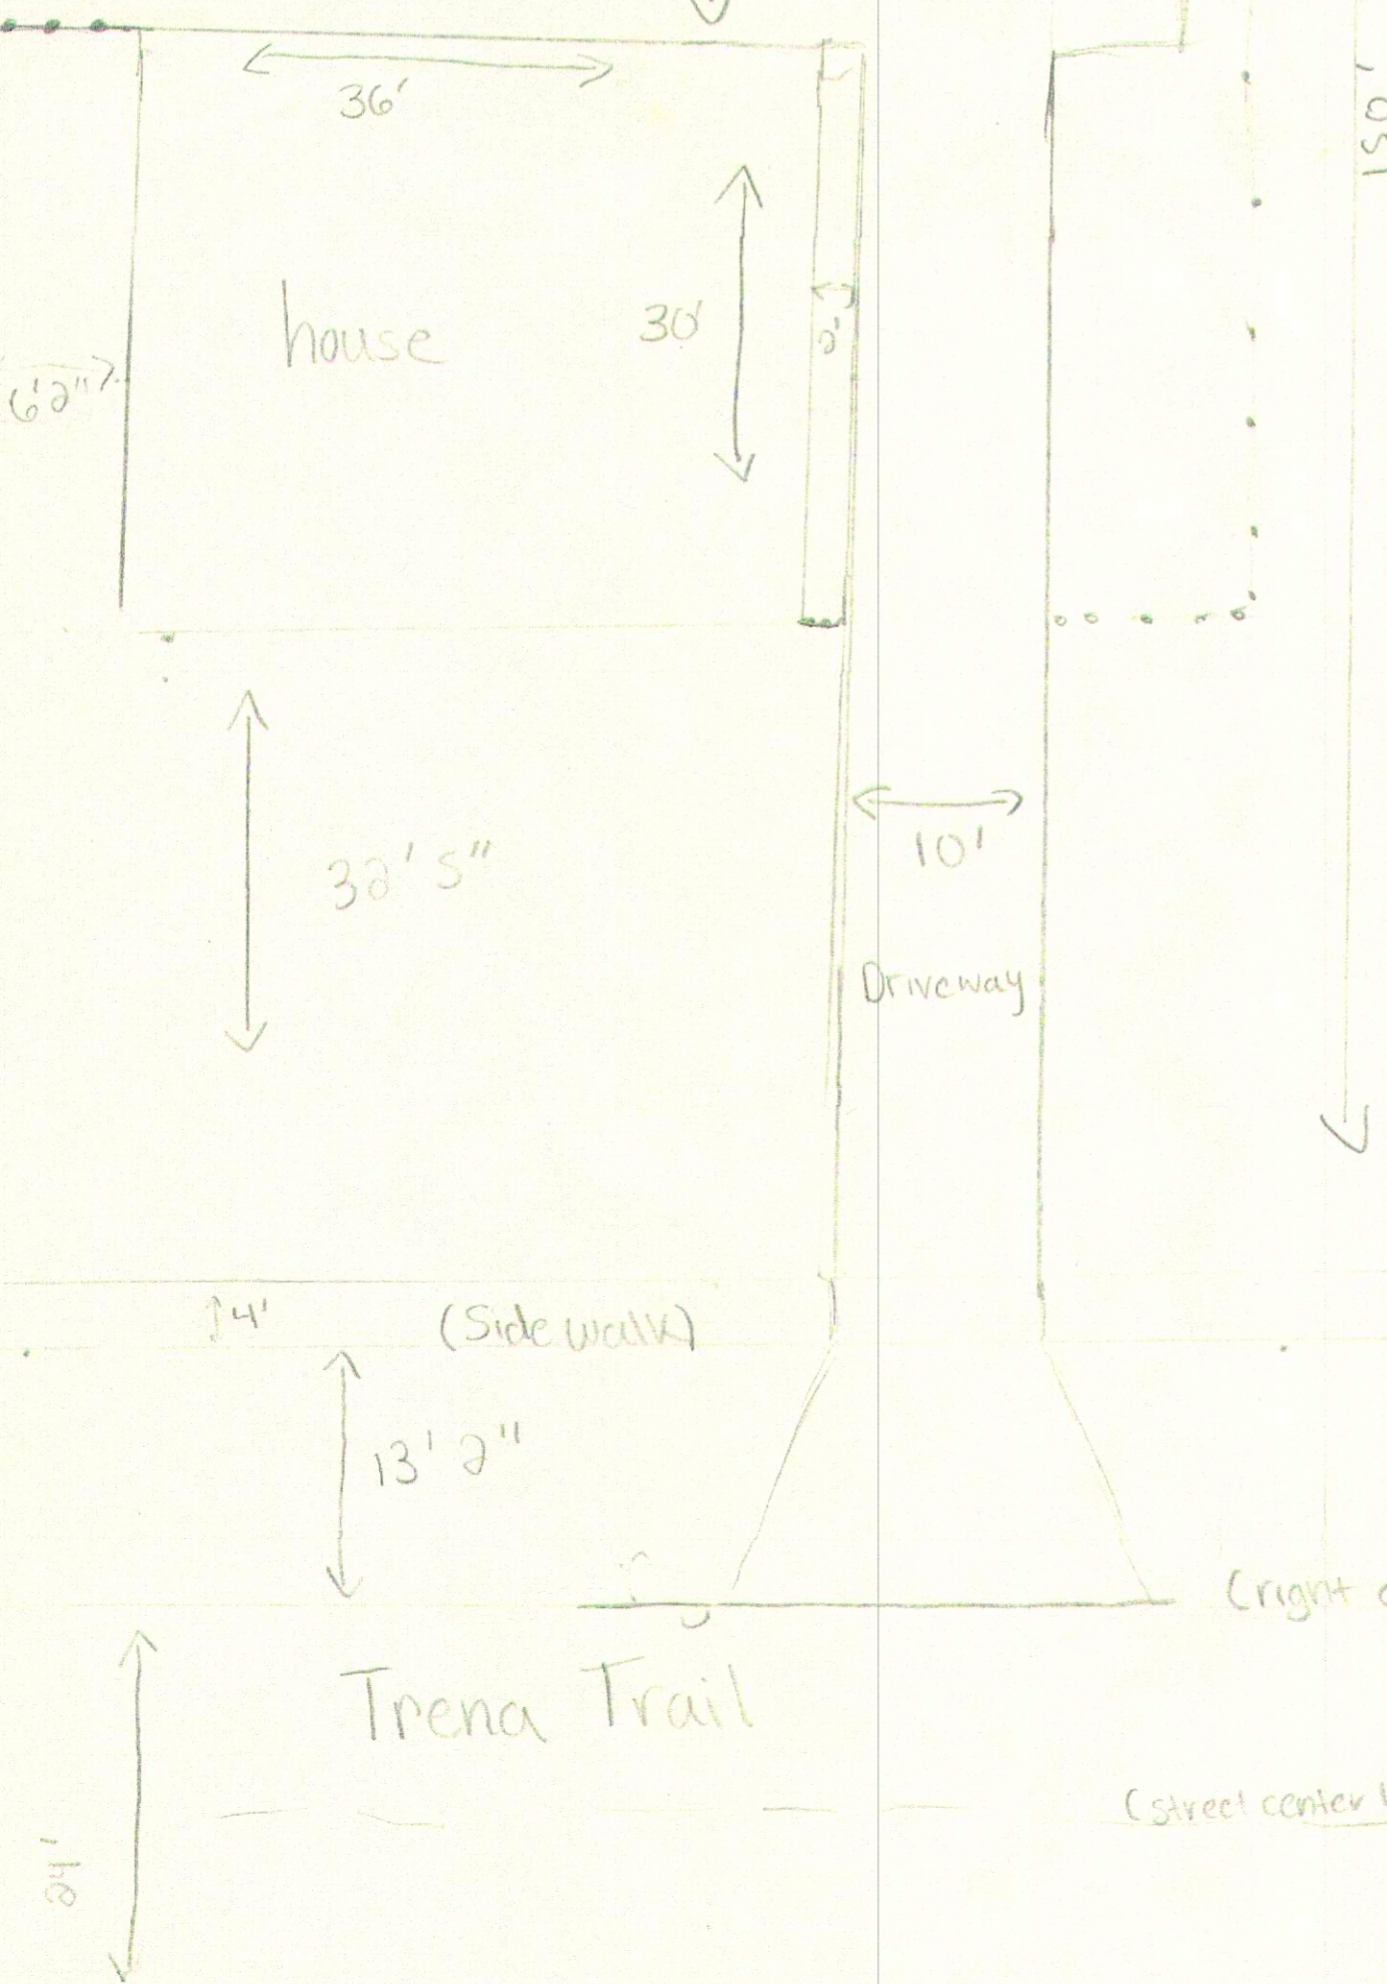 36'
150'
30'
house
2'
6'2"
32' 5"
10'
Driveway
4'
(Side walk)
13' 2"
(right
Trena Trail
(street center
24'